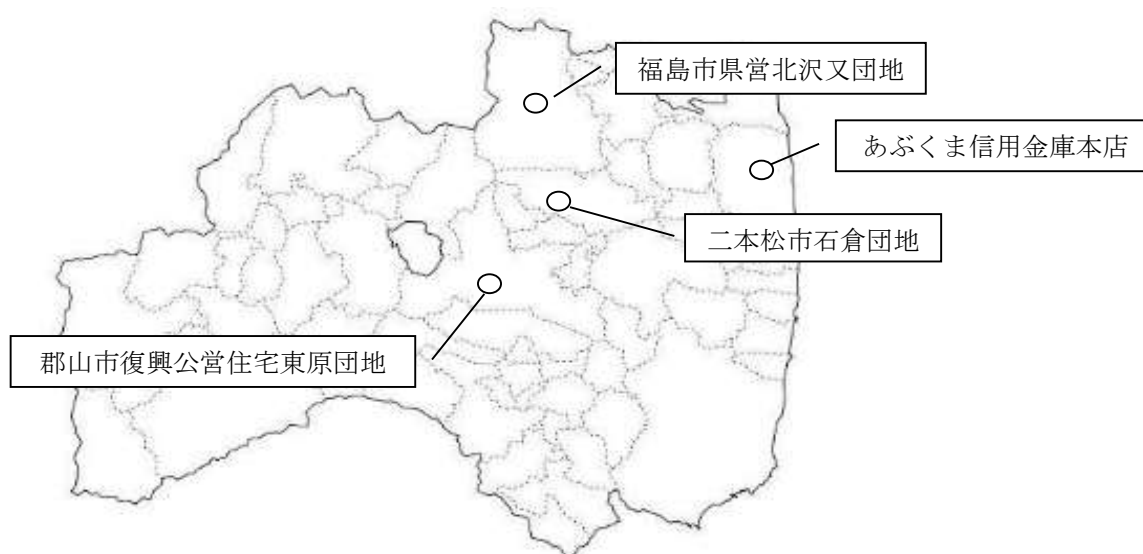 福島市県営北沢又団地
あぶくま信用金庫本店
二本松市石倉団地
郡山市復興公営住宅東原団地